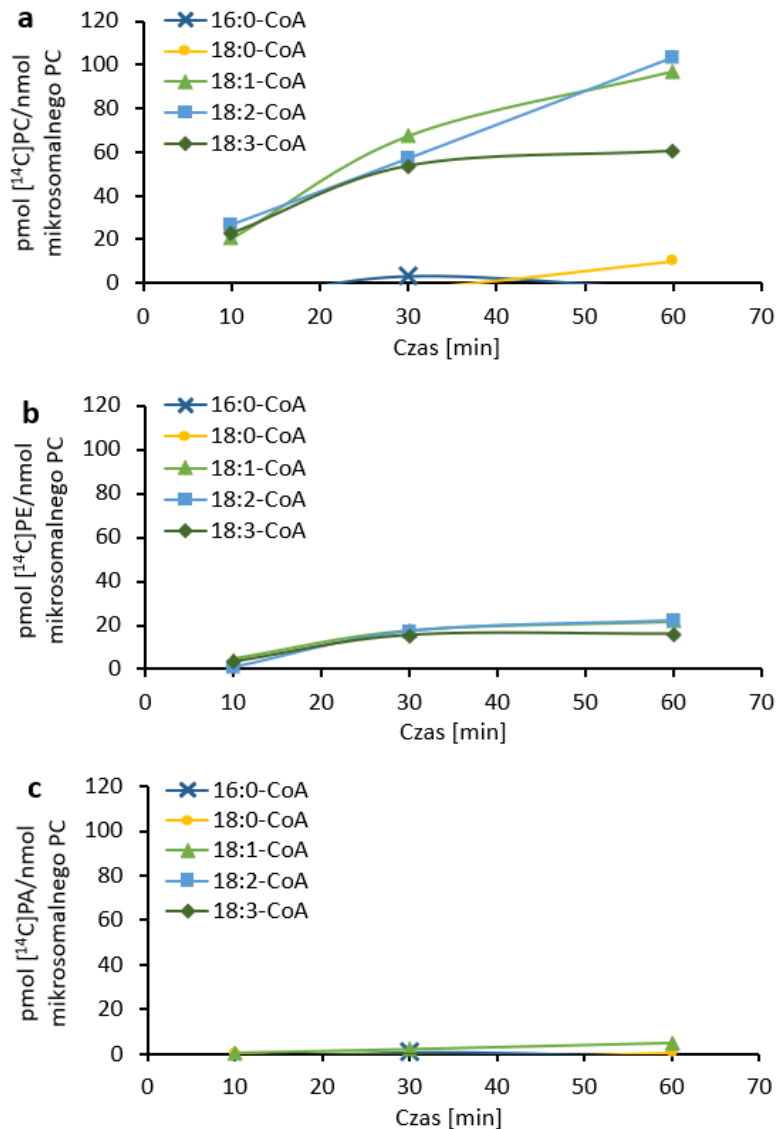 a
120
100
80
60
40
20
0
pmol [¹⁴C]PC/nmol
mikrosomalnego PC
16:0-CoA
18:0-CoA
18:1-CoA
18:2-CoA
18:3-CoA
0 10 20 30 40 50 60 70
Czas [min]
b
120
100
80
60
40
20
0
pmol [¹⁴C]PE/nmol
mikrosomalnego PC
16:0-CoA
18:0-CoA
18:1-CoA
18:2-CoA
18:3-CoA
0 10 20 30 40 50 60 70
Czas [min]
c
120
100
80
60
40
20
0
pmol [¹⁴C]PA/nmol
mikrosomalnego PC
16:0-CoA
18:0-CoA
18:1-CoA
18:2-CoA
18:3-CoA
0 10 20 30 40 50 60 70
Czas [min]